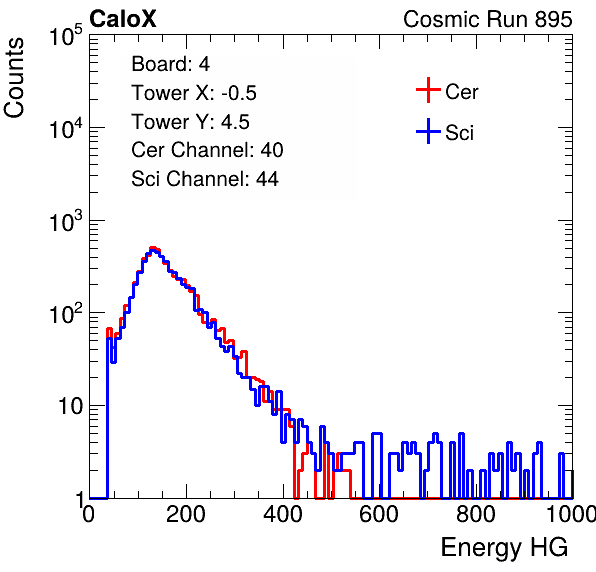 CaloX Cosmic Run 895
Counts
Board: 4
Tower X: -0.5
Tower Y: 4.5
Cer Channel: 40
Sci Channel: 44
Cer
Sci
10^5
10^4
10^3
10^2
10
1
0 200 400 600 800 1000
Energy HG